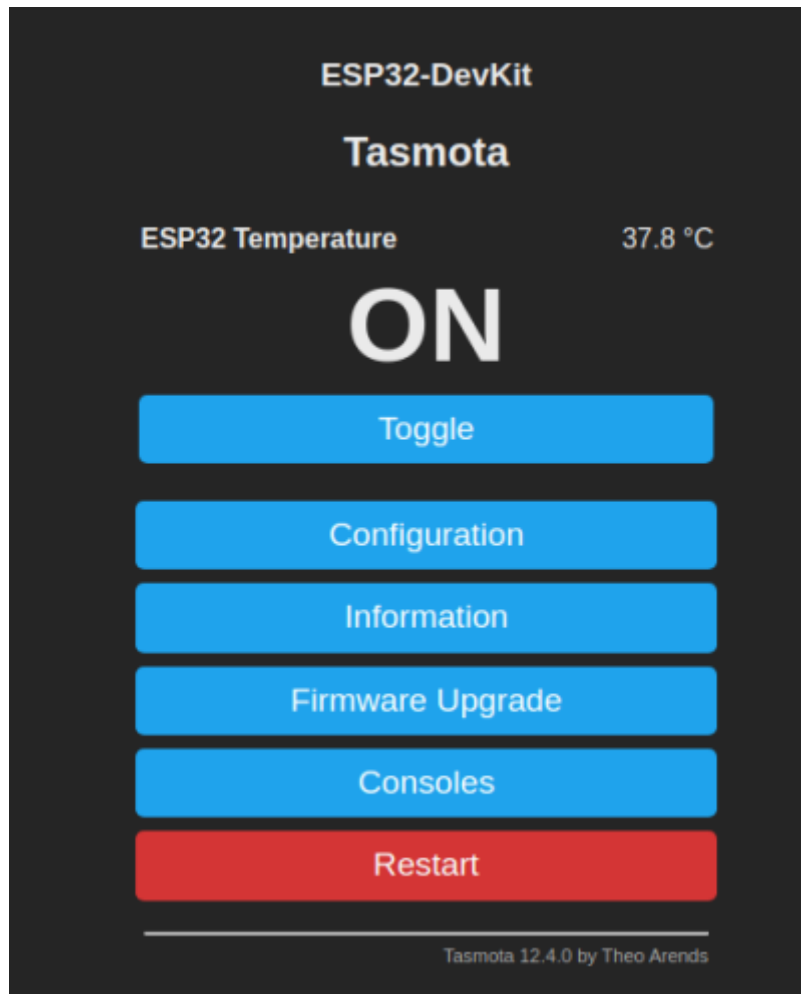 ESP32-DevKit
Tasmota
ESP32 Temperature 37.8 °C
ON
Toggle
Configuration
Information
Firmware Upgrade
Consoles
Restart
Tasmota 12.4.0 by Theo Arends